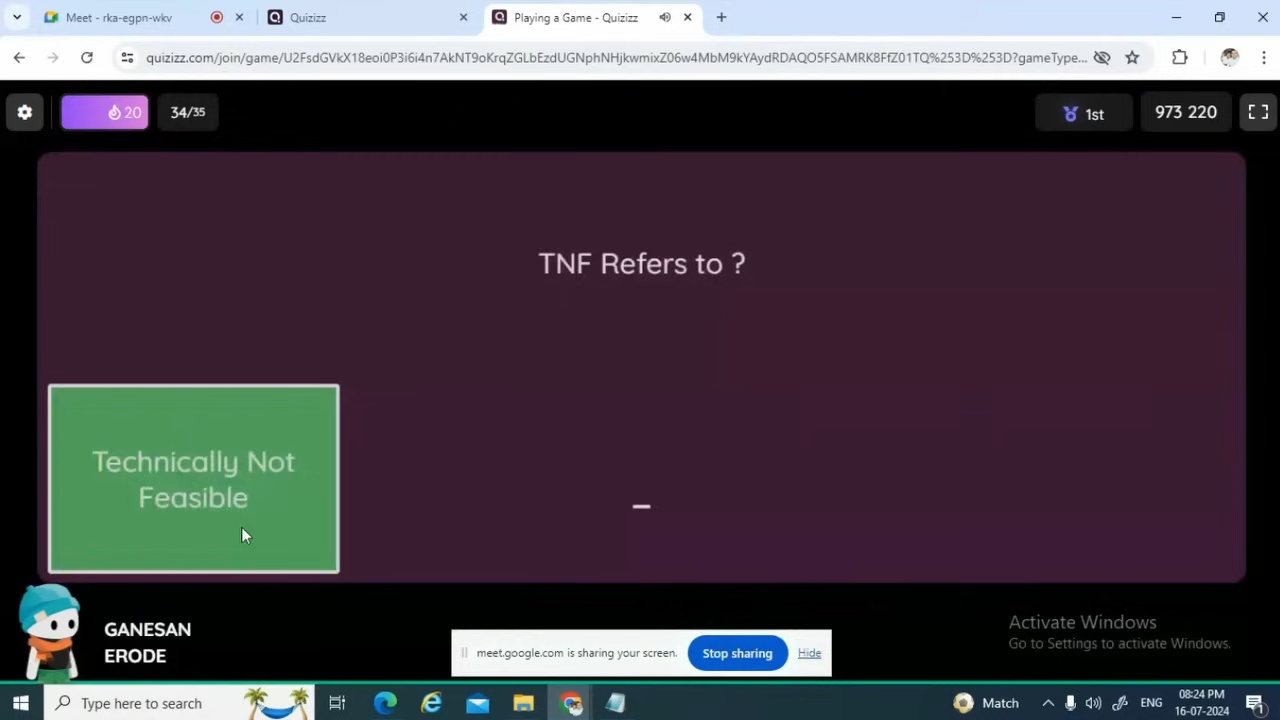 Meet - rka-egpn-wkv
Quizizz
Playing a Game - Quizizz
quizizz.com/join/game/U2FsdGVkX18eoi0P3i6i4n7AkNT9oKrqZGLbEzdUGNphNHjkwmixZ06w4MbM9kYAydRDAQO5FSAMRK8FfZ01TQ%253D%253D?gameType...
20
34/35
1st
973 220
TNF Refers to ?
Technically Not
Feasible
GANESAN
ERODE
meet.google.com is sharing your screen.
Stop sharing
Hide
Activate Windows
Go to Settings to activate Windows.
Type here to search
Match
ENG
08:24 PM
16-07-2024
1